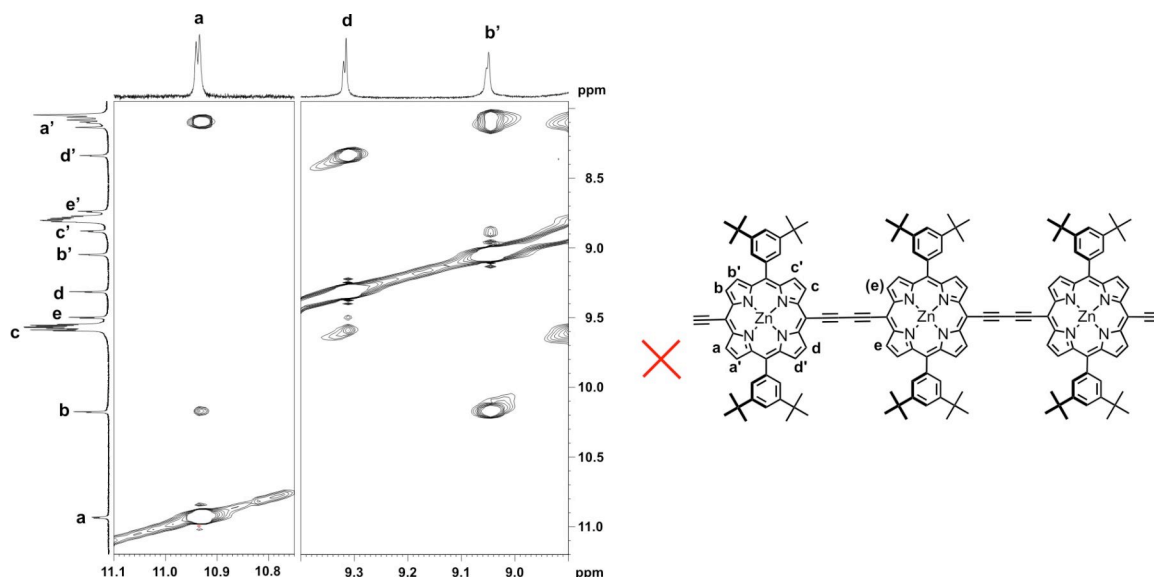 a d b'
ppm
a'
d'
8.5
e'
c'
b'
9.0
d
e
9.5
c
10.0
b
10.5
a
11.0
11.1 11.0 10.9 10.8 9.3 9.2 9.1 9.0 ppm
b' c' (e)
b c
N N N N N N
Zn Zn Zn
N N N N N N
a d e
a' d'